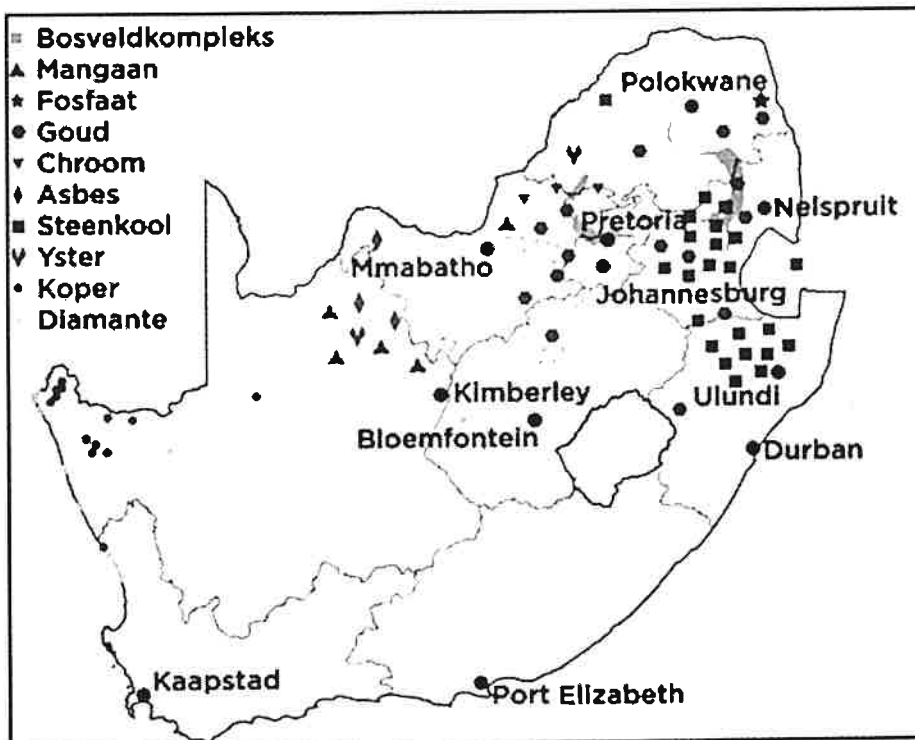 Bosveldkompleks
Mangaan
Fosfaat
Goud
Chroom
Asbes
Steenkool
Yster
Koper
Diamante
Polokwane
Nelspruit
Pretoria
Mmabatho
Johannesburg
Kimberley
Ulundi
Bloemfontein
Durban
Kaapstad
Port Elizabeth